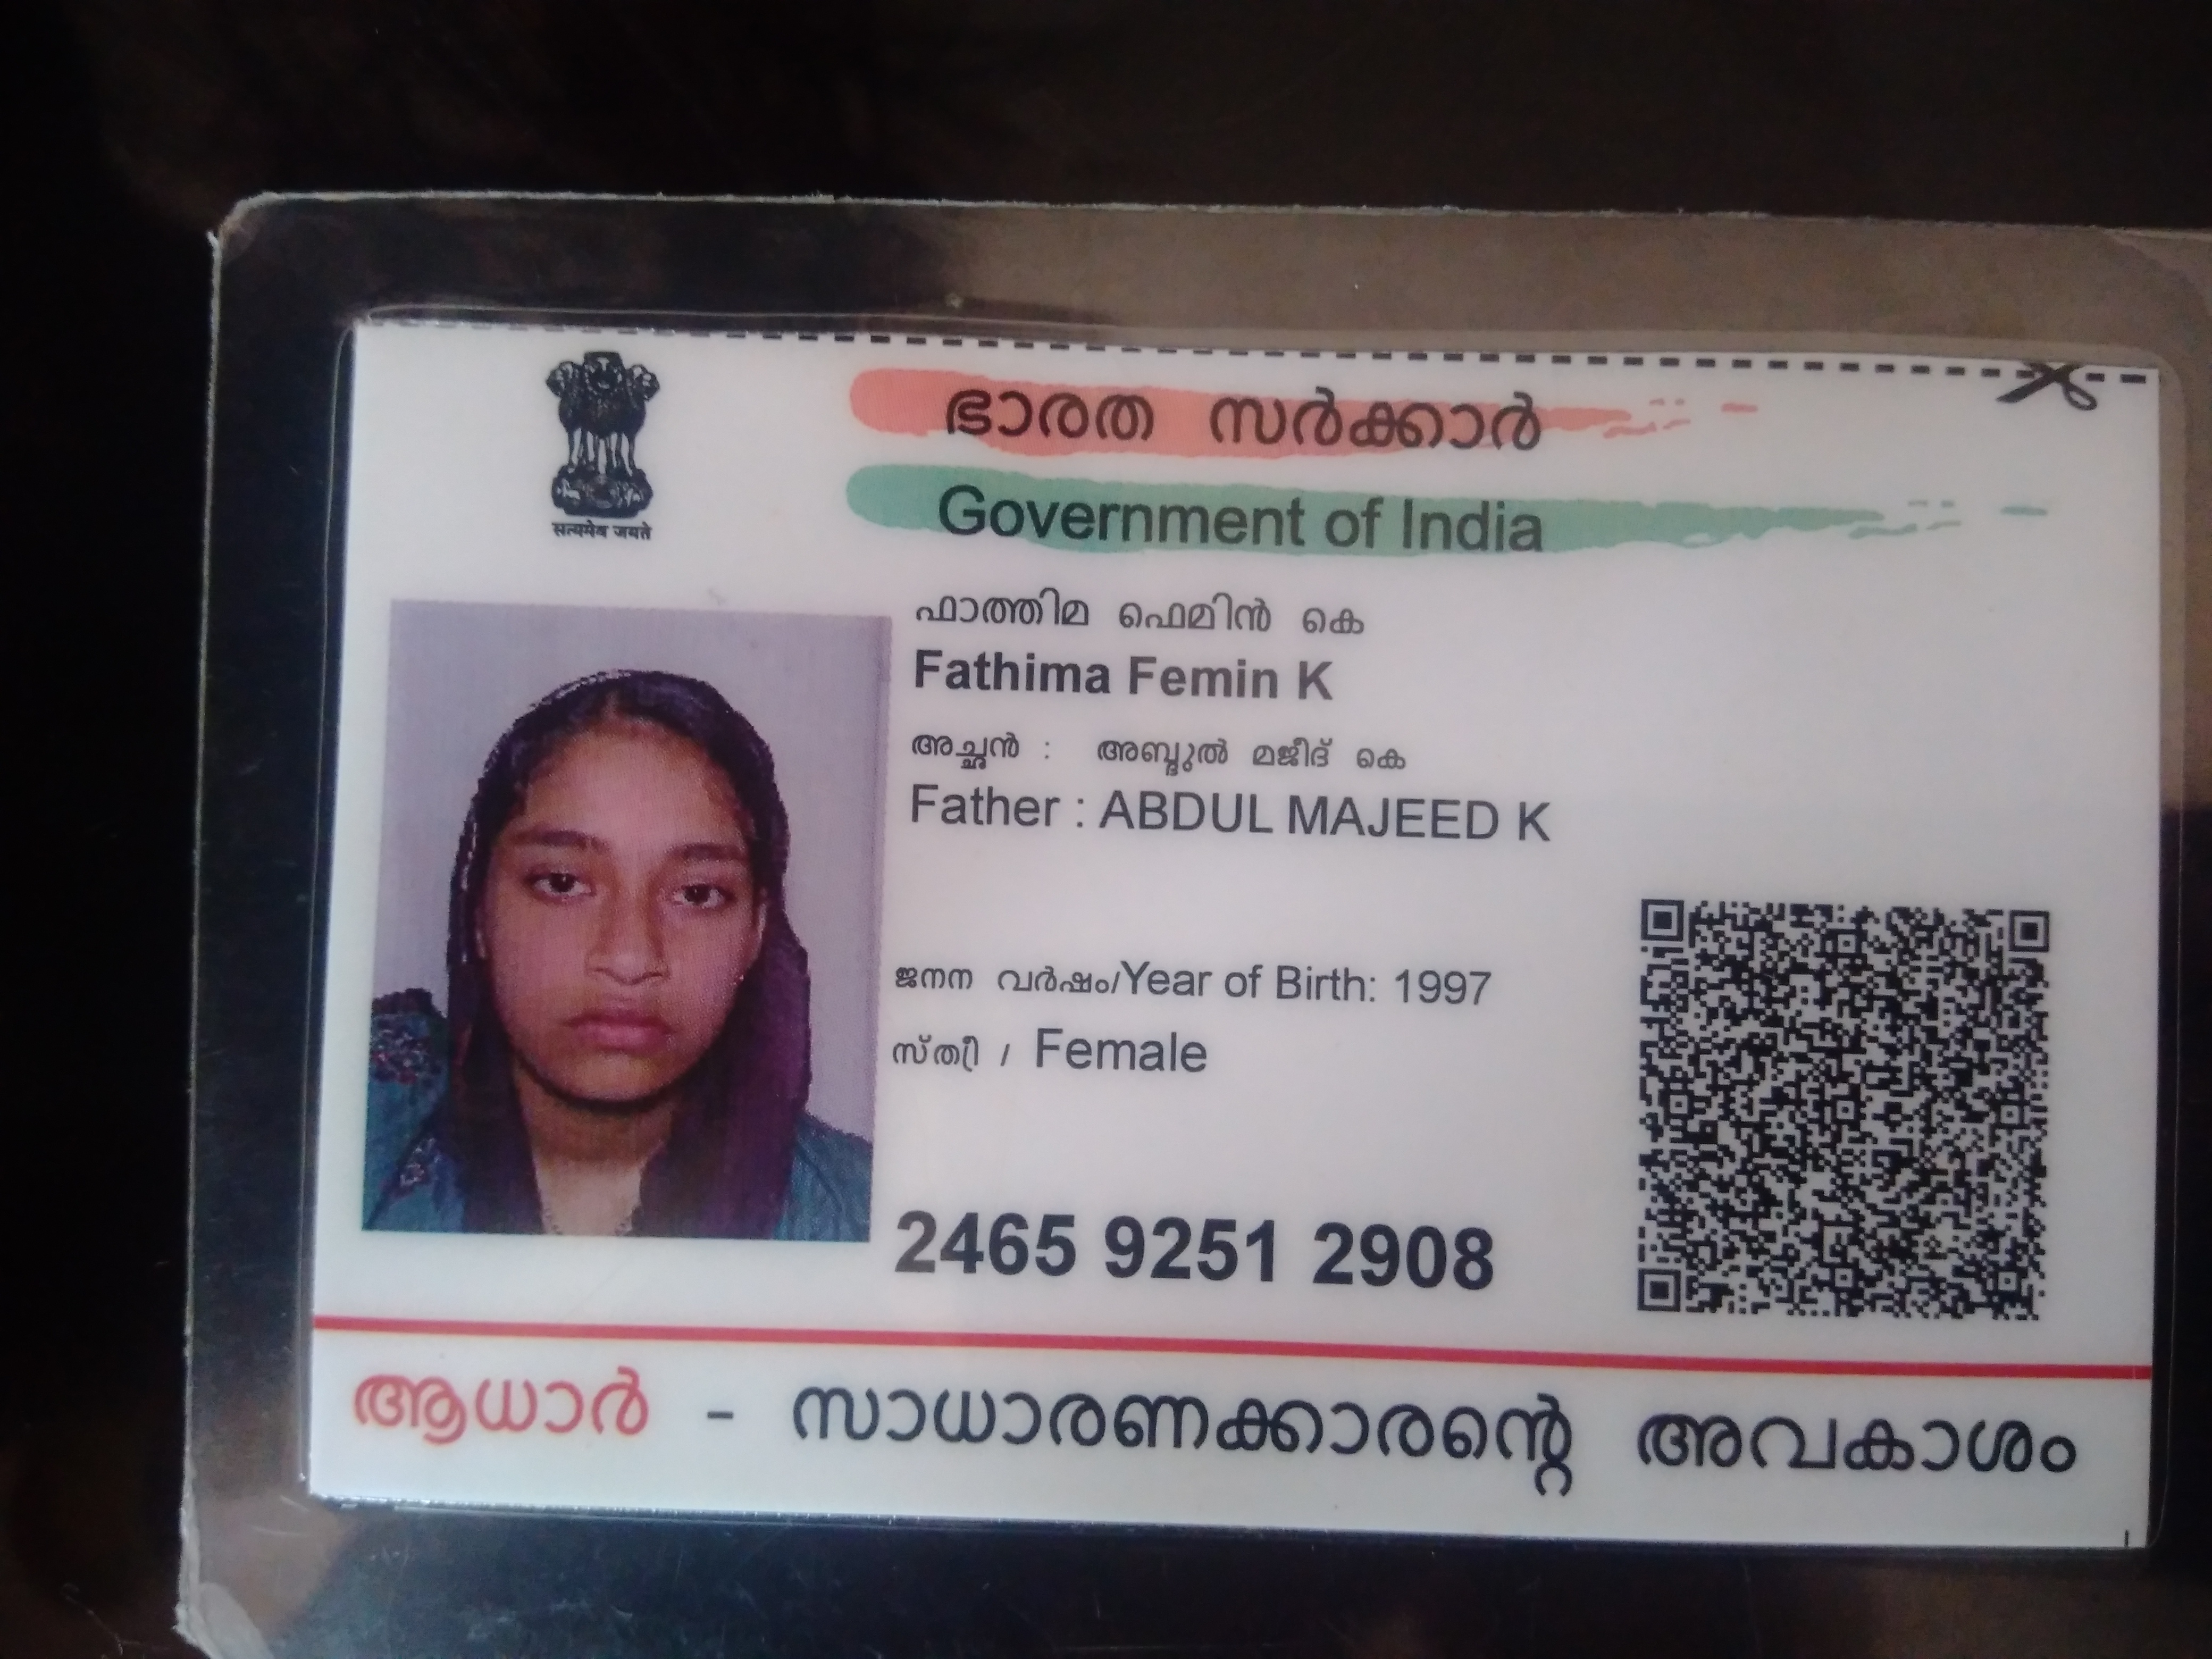 ഭാരത സർക്കാർ
Government of India
सत्यमेव जयते
ഫാത്തിമ ഫെമിൻ കെ
Fathima Femin K
അച്ഛൻ : അബ്ദുൽ മജീദ് കെ
Father : ABDUL MAJEED K
ജനന വർഷം/Year of Birth: 1997
സ്ത്രീ / Female
2465 9251 2908
ആധാർ - സാധാരണക്കാരന്റെ അവകാശം